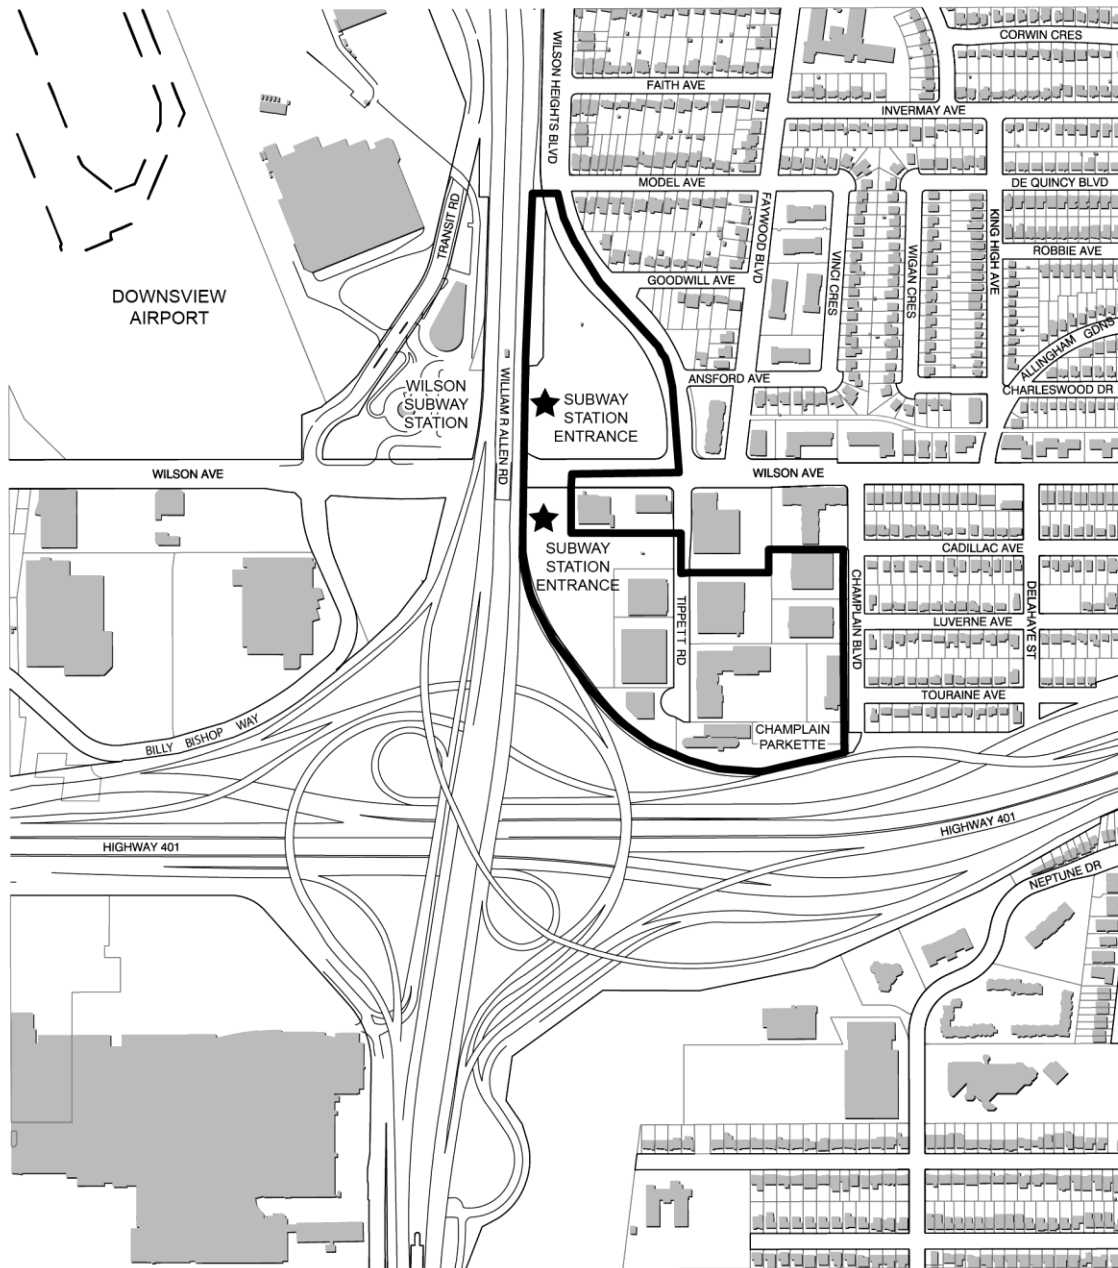 CORWIN CRES
WILSON HEIGHTS BLVD
FAITH AVE
INVERMAY AVE
MODEL AVE
DE QUINCY BLVD
TRANSIT RD
FAYWOOD BLVD
VINCI CRES
WIGAN CRES
KING HIGH AVE
ROBBIE AVE
GOODWILL AVE
DOWNSVIEW
AIRPORT
ALLINGHAM GDNS
ANSFORD AVE
CHARLESWOOD DR
WILSON
SUBWAY
STATION
WILLIAM R ALLEN RD
SUBWAY
STATION
ENTRANCE
WILSON AVE
WILSON AVE
SUBWAY
STATION
ENTRANCE
CADILLAC AVE
CHAMPLAIN BLVD
DELAHAYE ST
TIPPETT RD
LUVERNE AVE
TOURAINE AVE
CHAMPLAIN
PARKETTE
BILLY BISHOP WAY
HIGHWAY 401
HIGHWAY 401
NEPTUNE DR